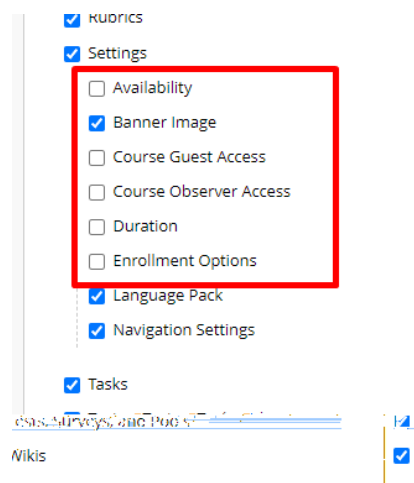 Rubrics
Settings
Availability
Banner Image
Course Guest Access
Course Observer Access
Duration
Enrollment Options
Language Pack
Navigation Settings
Tasks
Wikis